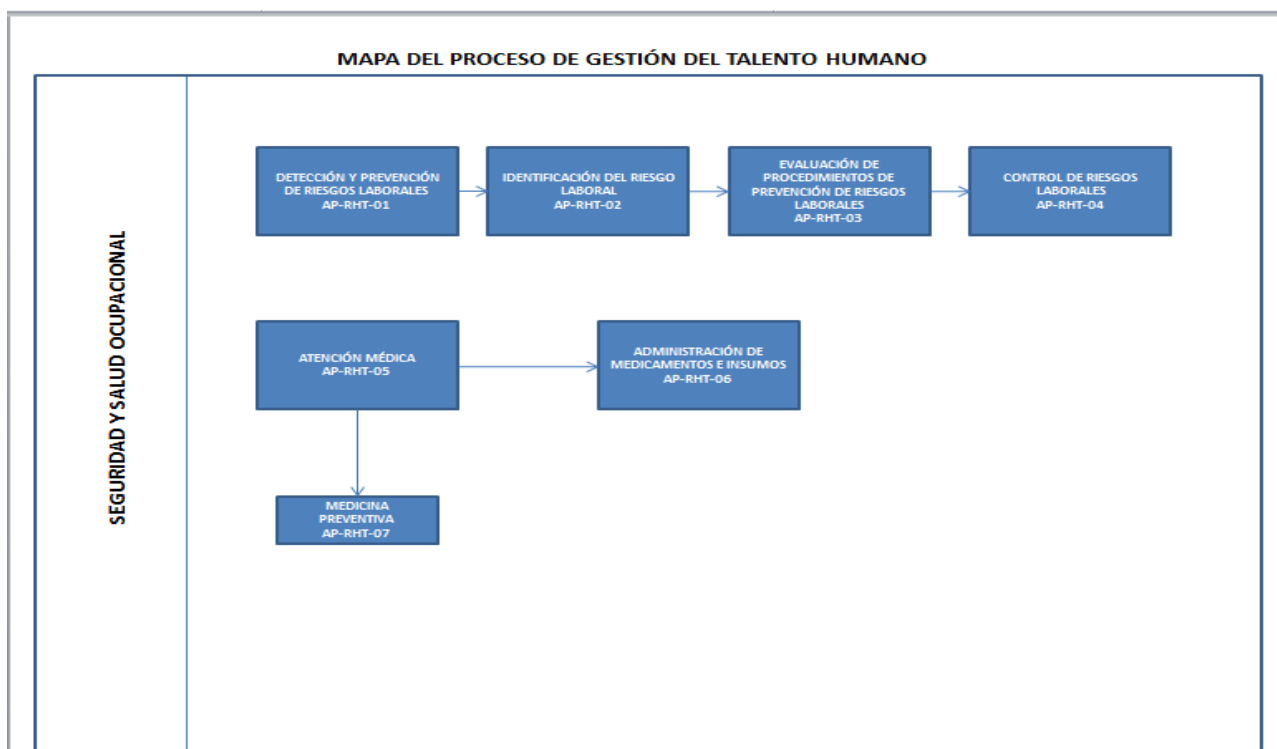 MAPA DEL PROCESO DE GESTIÓN DEL TALENTO HUMANO
SEGURIDAD Y SALUD OCUPACIONAL
DETECCIÓN Y PREVENCIÓN
DE RIESGOS LABORALES
AP-RHT-01
IDENTIFICACIÓN DEL RIESGO
LABORAL
AP-RHT-02
EVALUACIÓN DE
PROCEDIMIENTOS DE
PREVENCIÓN DE RIESGOS
LABORALES
AP-RHT-03
CONTROL DE RIESGOS
LABORALES
AP-RHT-04
ATENCIÓN MÉDICA
AP-RHT-05
ADMINISTRACIÓN DE
MEDICAMENTOS E INSUMOS
AP-RHT-06
MEDICINA
PREVENTIVA
AP-RHT-07